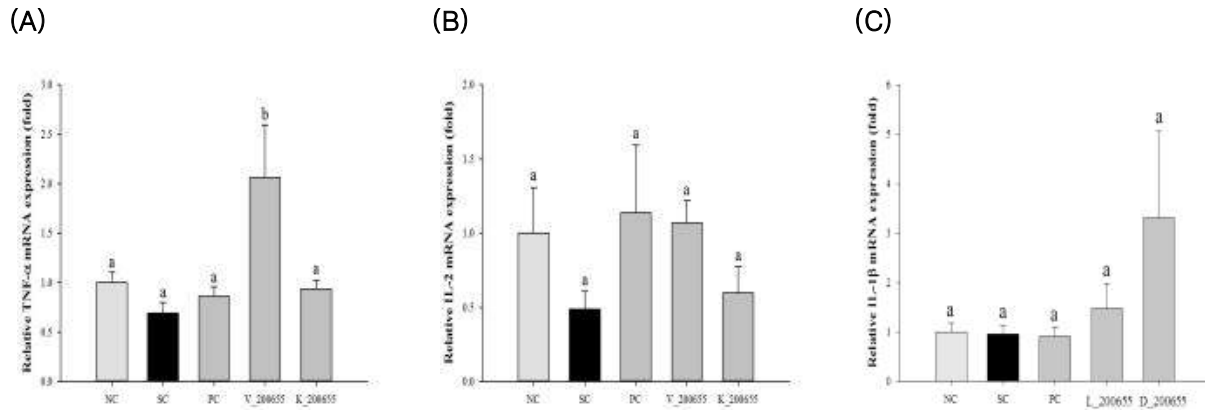 (A)
(B)
(C)
Relative TNF-α mRNA expression (fold)
3.0
2.5
2.0
1.5
1.0
0.5
0.0
a
a
a
b
a
NC
SC
PC
V_200655
K_200655
Relative IL-2 mRNA expression (fold)
2.0
1.5
1.0
0.5
0.0
a
a
a
a
a
NC
SC
PC
V_200655
K_200655
Relative IL-1β mRNA expression (fold)
6
5
4
3
2
1
0
a
a
a
a
a
NC
SC
PC
L_200655
D_200655